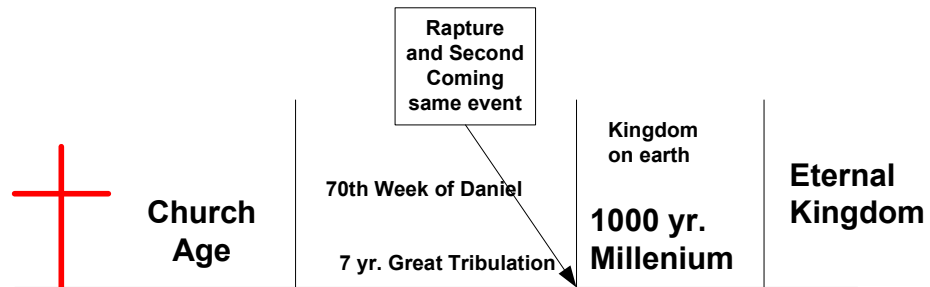 Rapture
and Second
Coming
same event
Church
Age
70th Week of Daniel
7 yr. Great Tribulation
Kingdom
on earth
1000 yr.
Millenium
Eternal
Kingdom